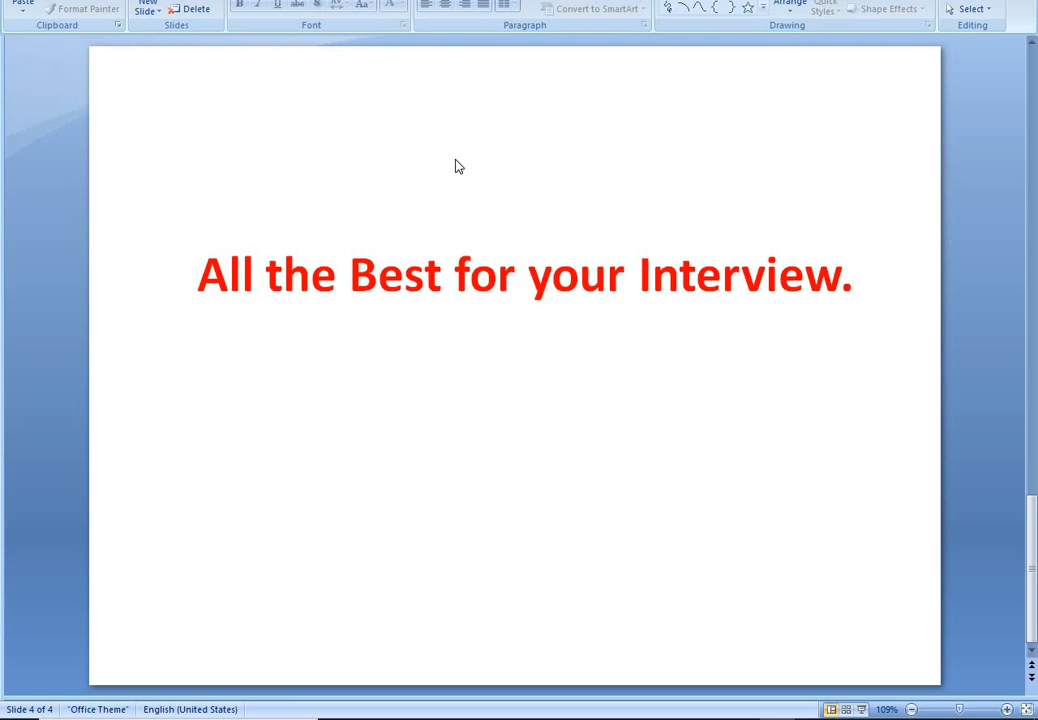 Paste
New
Format Painter
Slide
Delete
Convert to SmartArt
Arrange
Quick
Styles
Shape Effects
Select
Clipboard
Slides
Font
Paragraph
Drawing
Editing
All the Best for your Interview.
Slide 4 of 4
"Office Theme"
English (United States)
109%